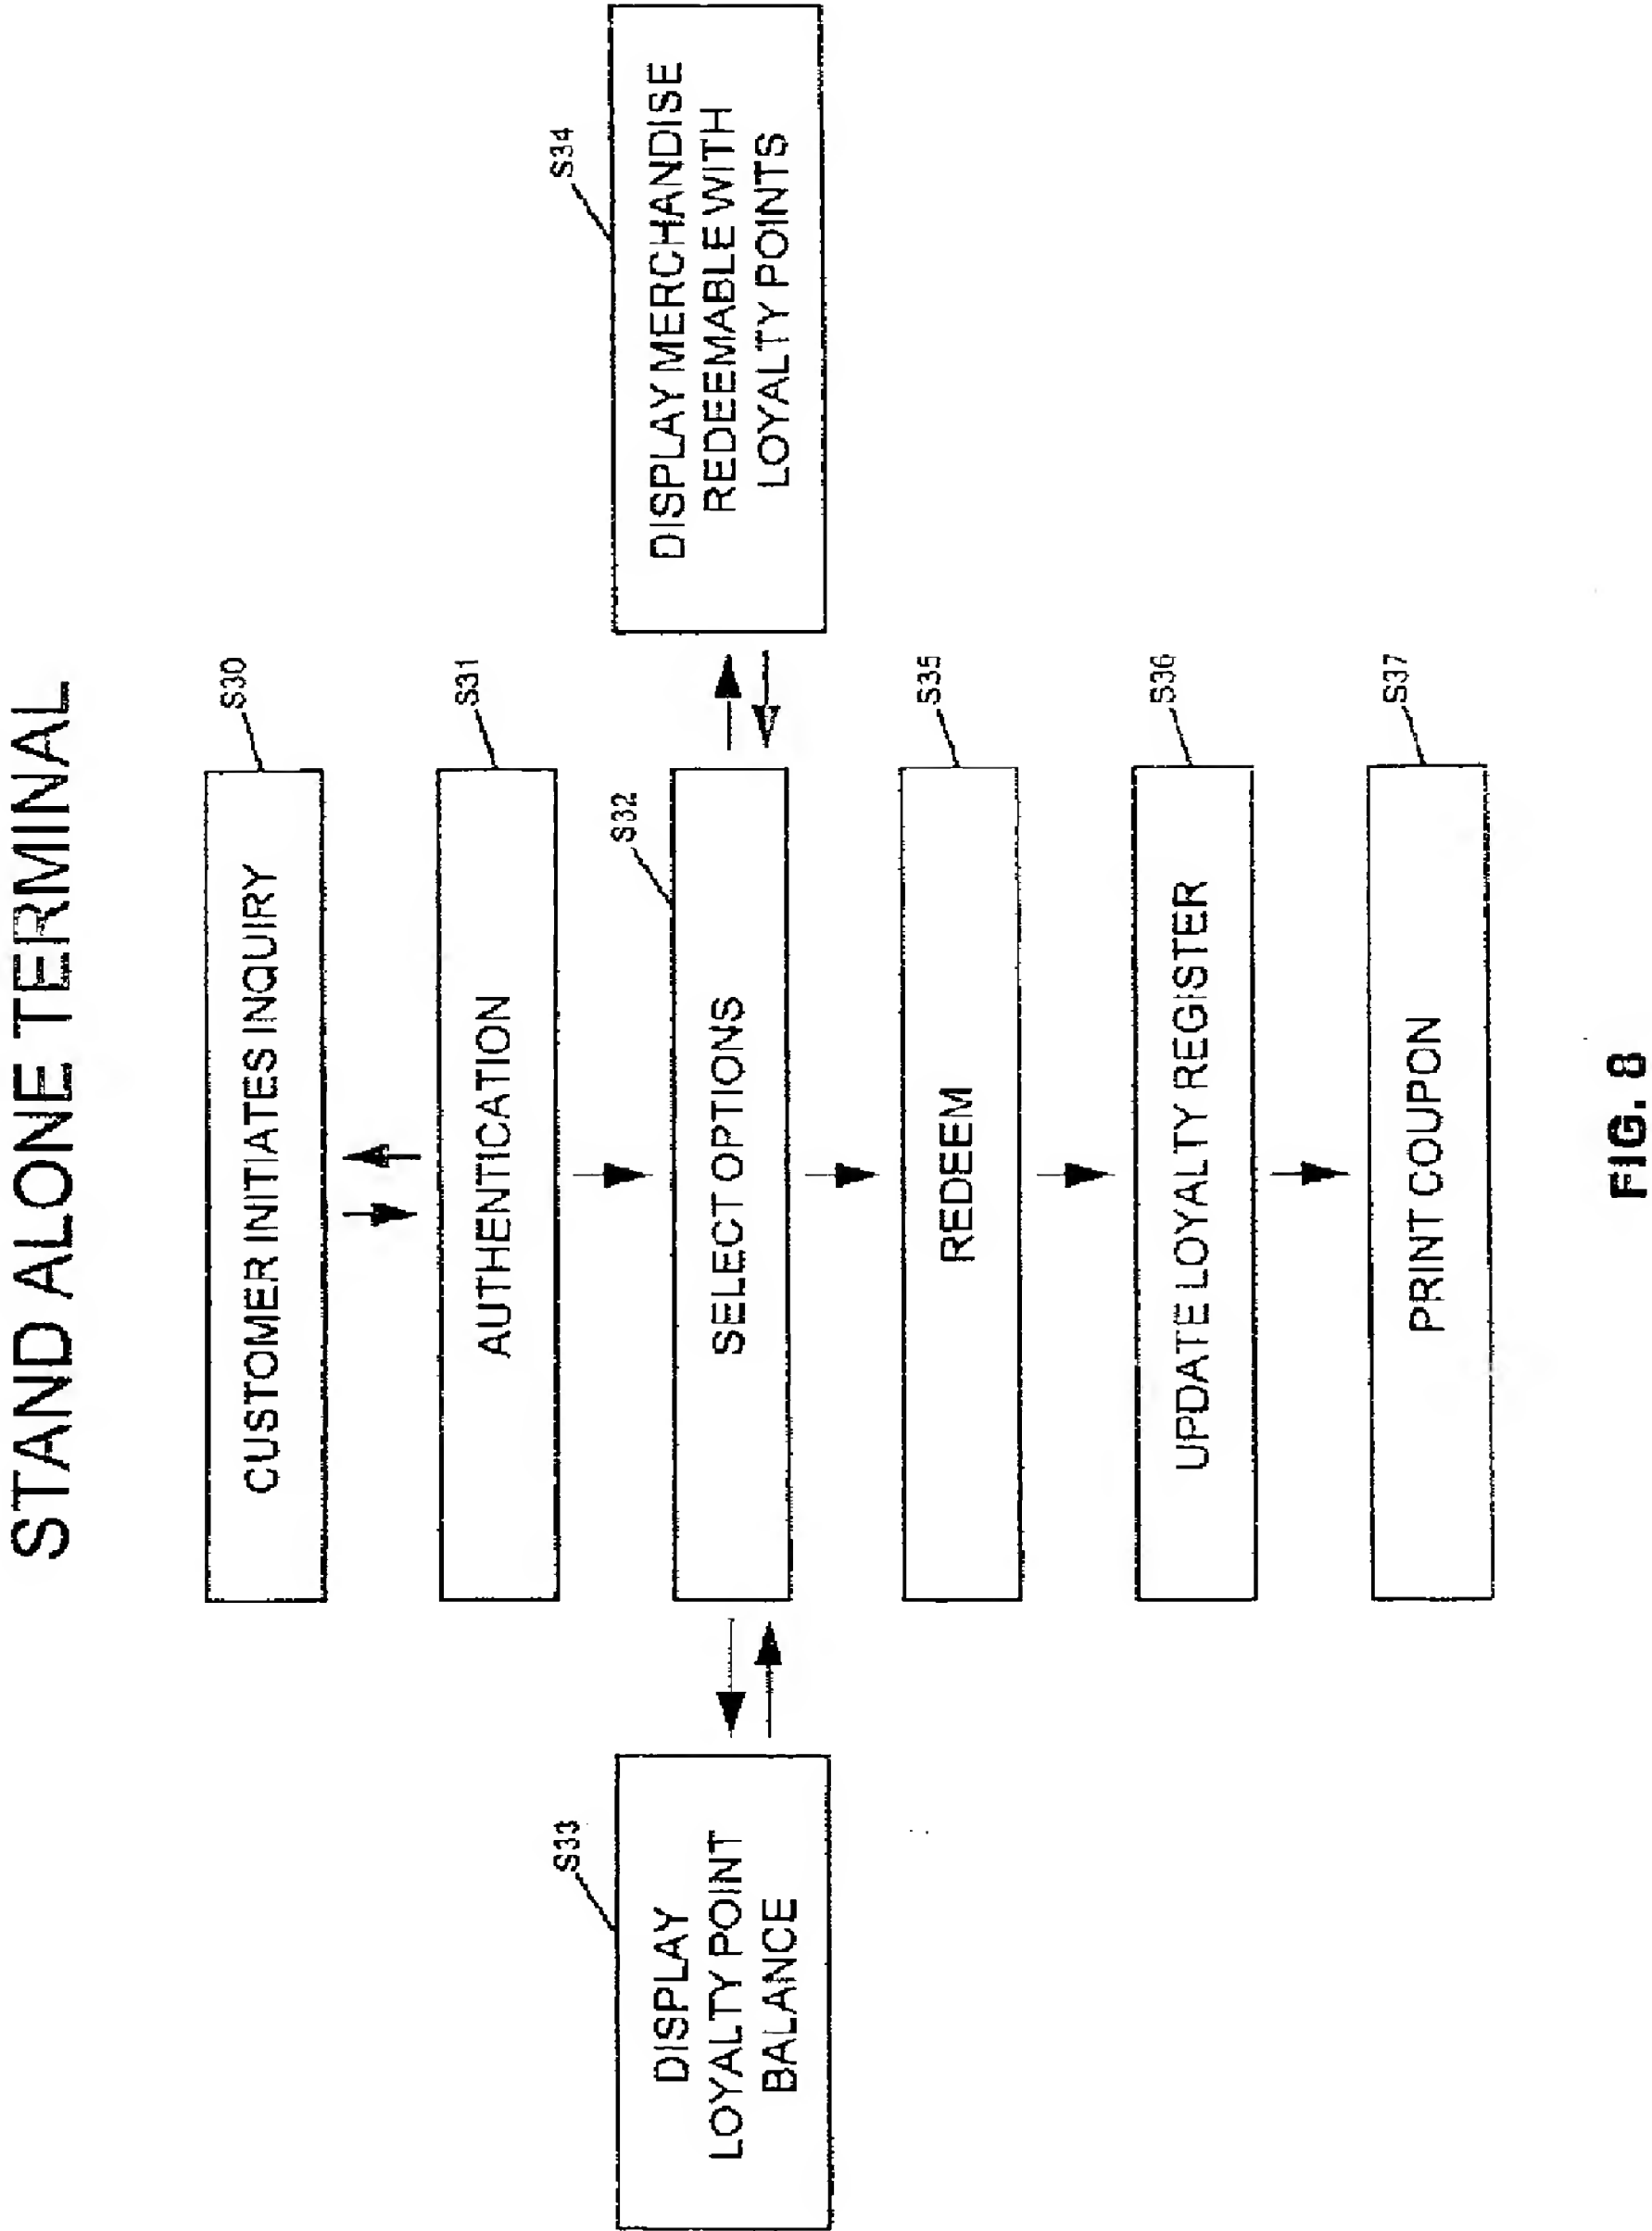 STAND ALONE TERMINAL
S30
CUSTOMER INITIATES INQUIRY
S31
AUTHENTICATION
S33
DISPLAY
LOYALTY POINT
BALANCE
S32
SELECT OPTIONS
S34
DISPLAY MERCHANDISE
REDEEMABLE WITH
LOYALTY POINTS
S35
REDEEM
S36
UPDATE LOYALTY REGISTER
S37
PRINT COUPON
FIG. 8